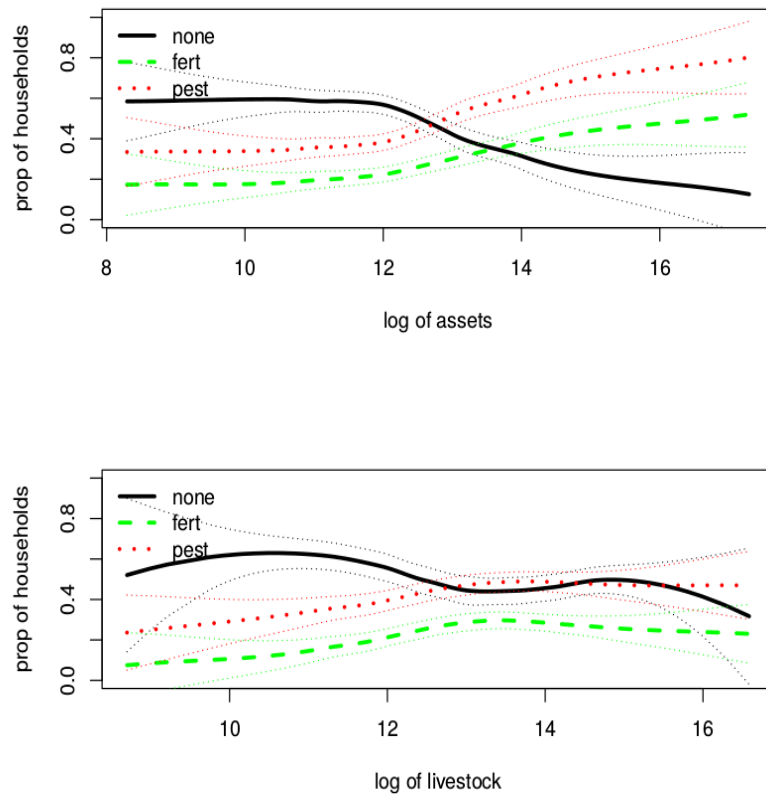 prop of households
0.0 0.4 0.8
none
fert
pest
8 10 12 14 16
log of assets
prop of households
0.0 0.4 0.8
none
fert
pest
10 12 14 16
log of livestock